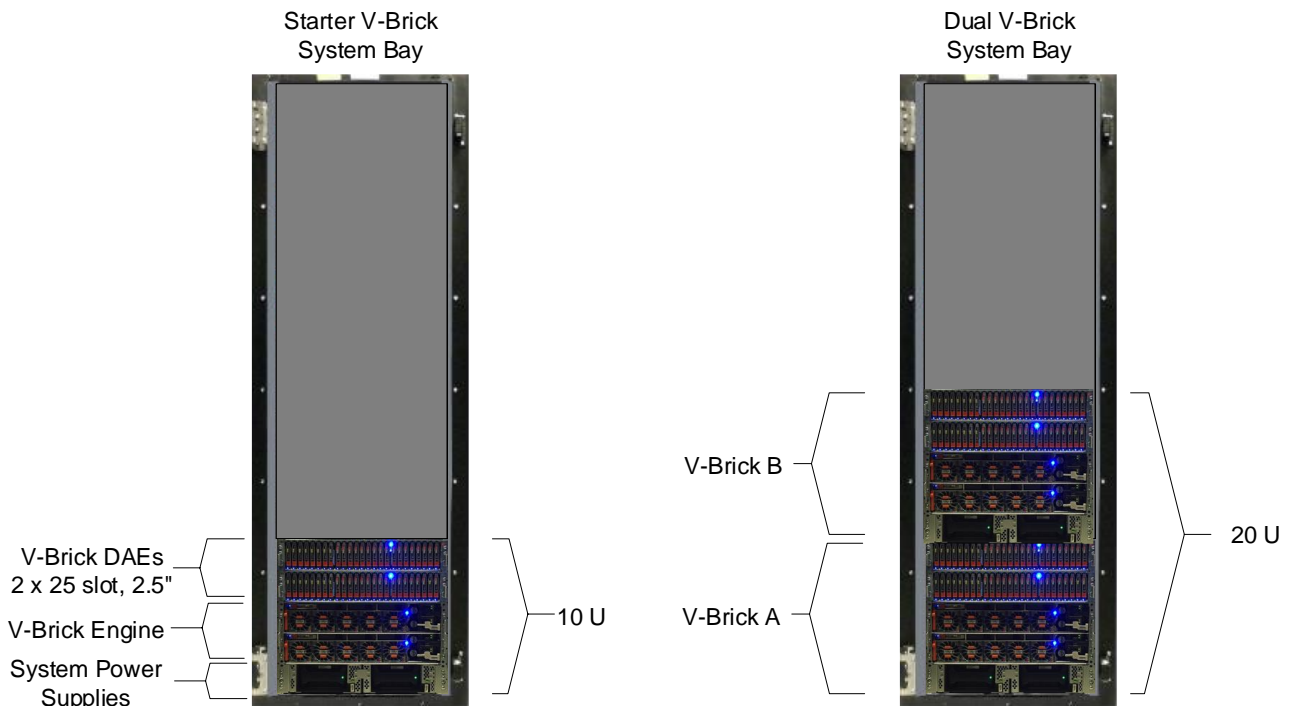 Starter V-Brick
System Bay
Dual V-Brick
System Bay
V-Brick B
V-Brick DAEs
2 x 25 slot, 2.5"
V-Brick Engine
System Power
Supplies
10 U
V-Brick A
20 U